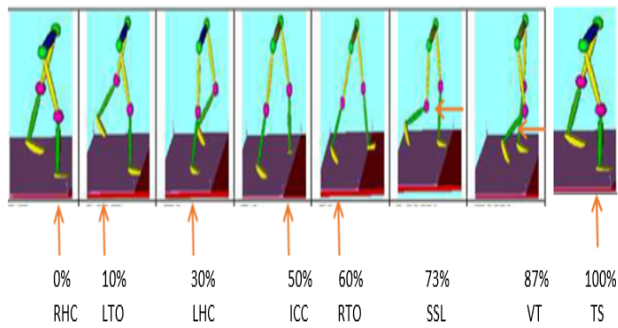 0% 10% 30% 50% 60% 73% 87% 100%
RHC LTO LHC ICC RTO SSL VT TS